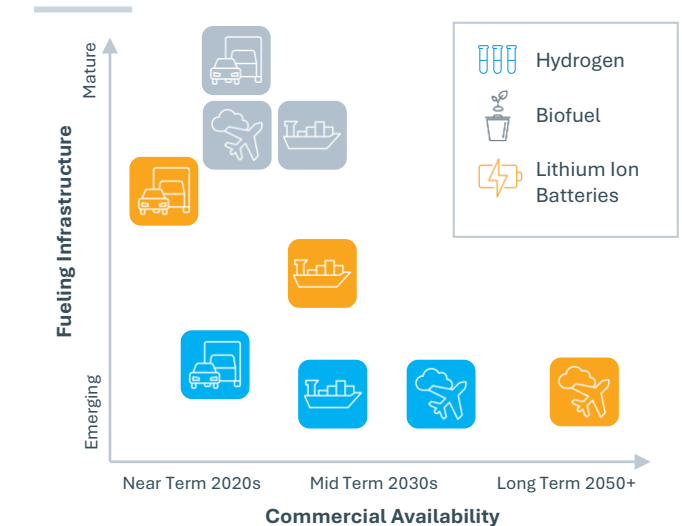 Mature
Fueling Infrastructure
Emerging
Hydrogen
Biofuel
Lithium Ion
Batteries
Near Term 2020s
Mid Term 2030s
Long Term 2050+
Commercial Availability